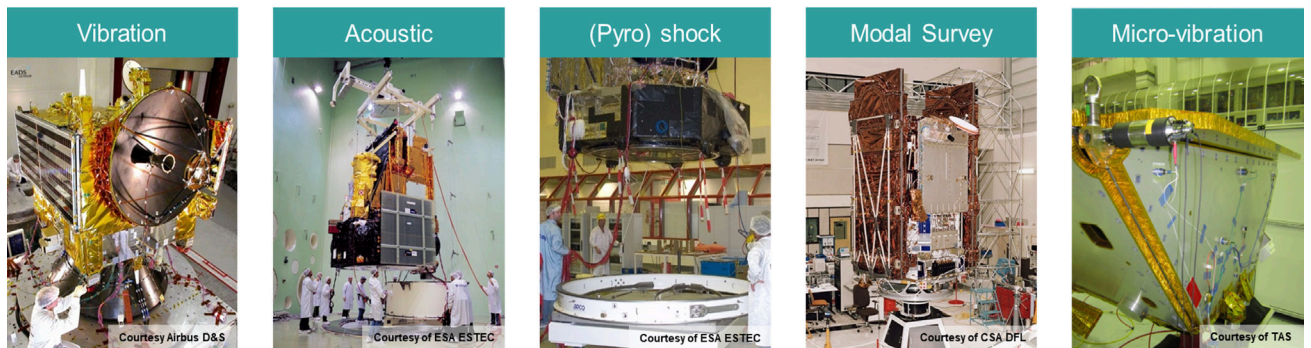 Vibration
Acoustic
(Pyro) shock
Modal Survey
Micro-vibration
EADS
Courtesy Airbus D&S
Courtesy of ESA ESTEC
Courtesy of ESA ESTEC
Courtesy of CSA DFL
Courtesy of TAS